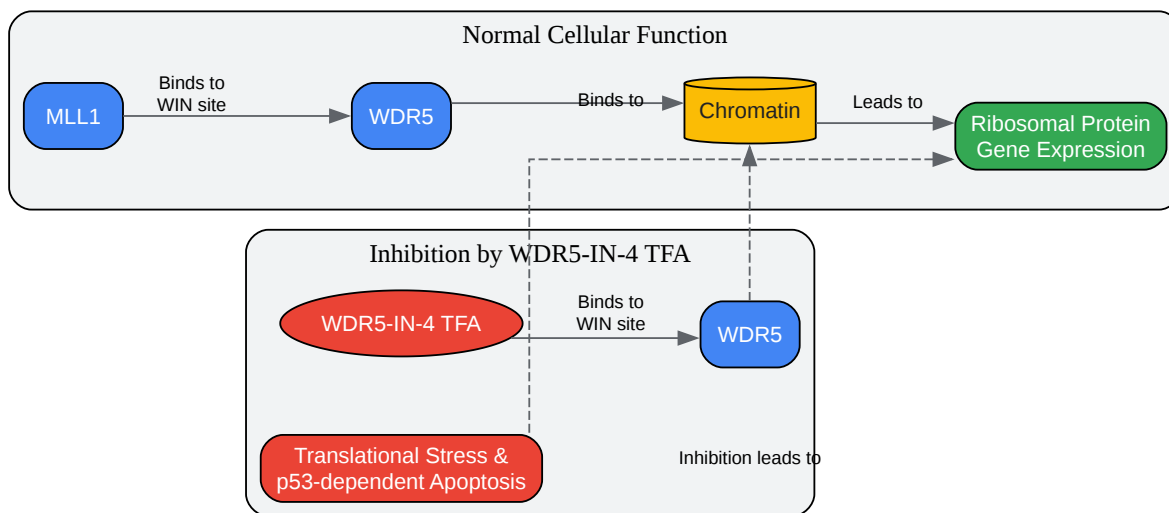 Normal Cellular Function
MLL1
Binds to
WIN site
WDR5
Binds to
Chromatin
Leads to
Ribosomal Protein
Gene Expression
Inhibition by WDR5-IN-4 TFA
WDR5-IN-4 TFA
Binds to
WIN site
WDR5
Translational Stress &
p53-dependent Apoptosis
Inhibition leads to